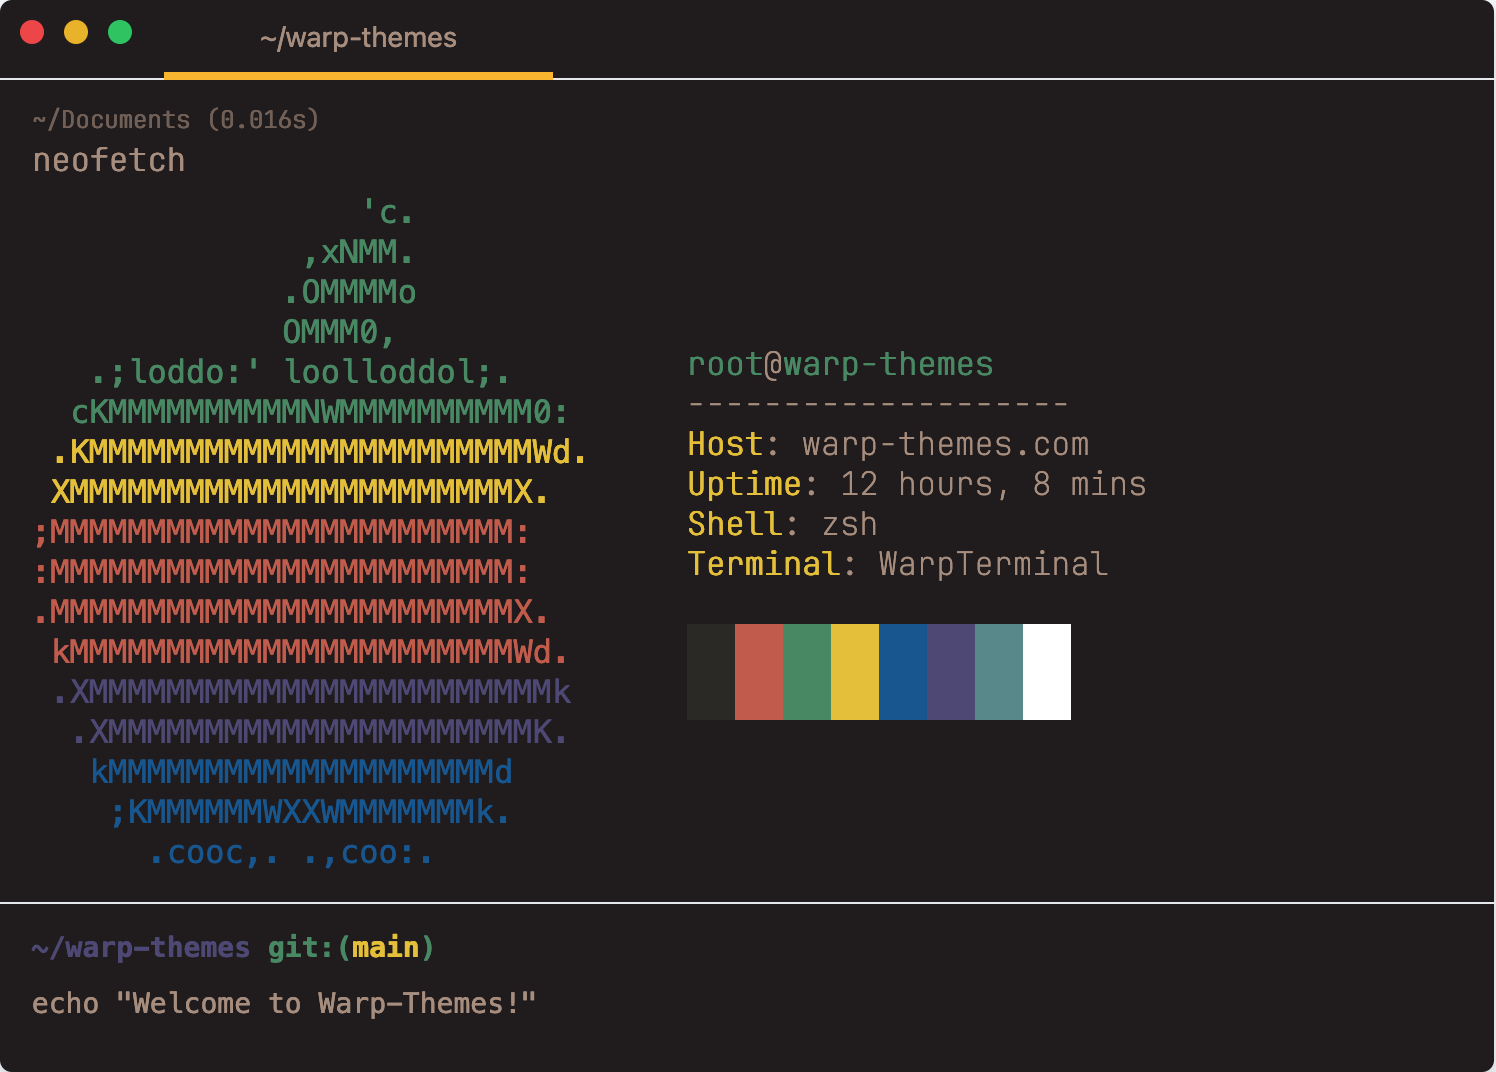 ~/warp-themes
~/Documents (0.016s)
neofetch
'c.
,xNMM.
.OMMMMo
OMMM0,
.;loddo:' loolloddol;.
cKMMMMMMMMMMNWMMMMMMMMMM0:
.KMMMMMMMMMMMMMMMMMMMMMMMWd.
XMMMMMMMMMMMMMMMMMMMMMMMX.
;MMMMMMMMMMMMMMMMMMMMMMMM:
:MMMMMMMMMMMMMMMMMMMMMMMM:
.MMMMMMMMMMMMMMMMMMMMMMMMX.
kMMMMMMMMMMMMMMMMMMMMMMMWd.
.XMMMMMMMMMMMMMMMMMMMMMMMMk
.XMMMMMMMMMMMMMMMMMMMMMMK.
kMMMMMMMMMMMMMMMMMMMMd
;KMMMMMMWXXWMMMMMMMk.
.cooc,. .,coo:.
root@warp-themes
--------------------
Host: warp-themes.com
Uptime: 12 hours, 8 mins
Shell: zsh
Terminal: WarpTerminal
~/warp-themes git:(main)
echo "Welcome to Warp-Themes!"